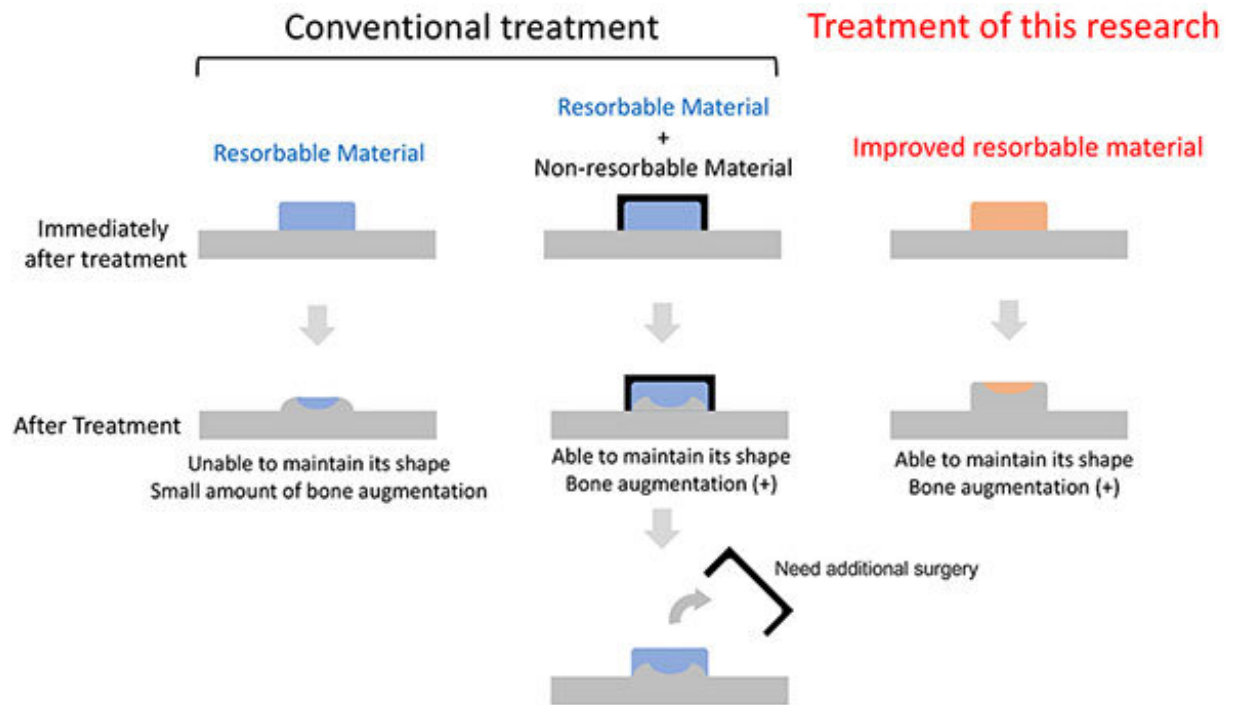 Conventional treatment
Treatment of this research
Resorbable Material
Resorbable Material
+
Non-resorbable Material
Improved resorbable material
Immediately
after treatment
After Treatment
Unable to maintain its shape
Small amount of bone augmentation
Able to maintain its shape
Bone augmentation (+)
Able to maintain its shape
Bone augmentation (+)
Need additional surgery